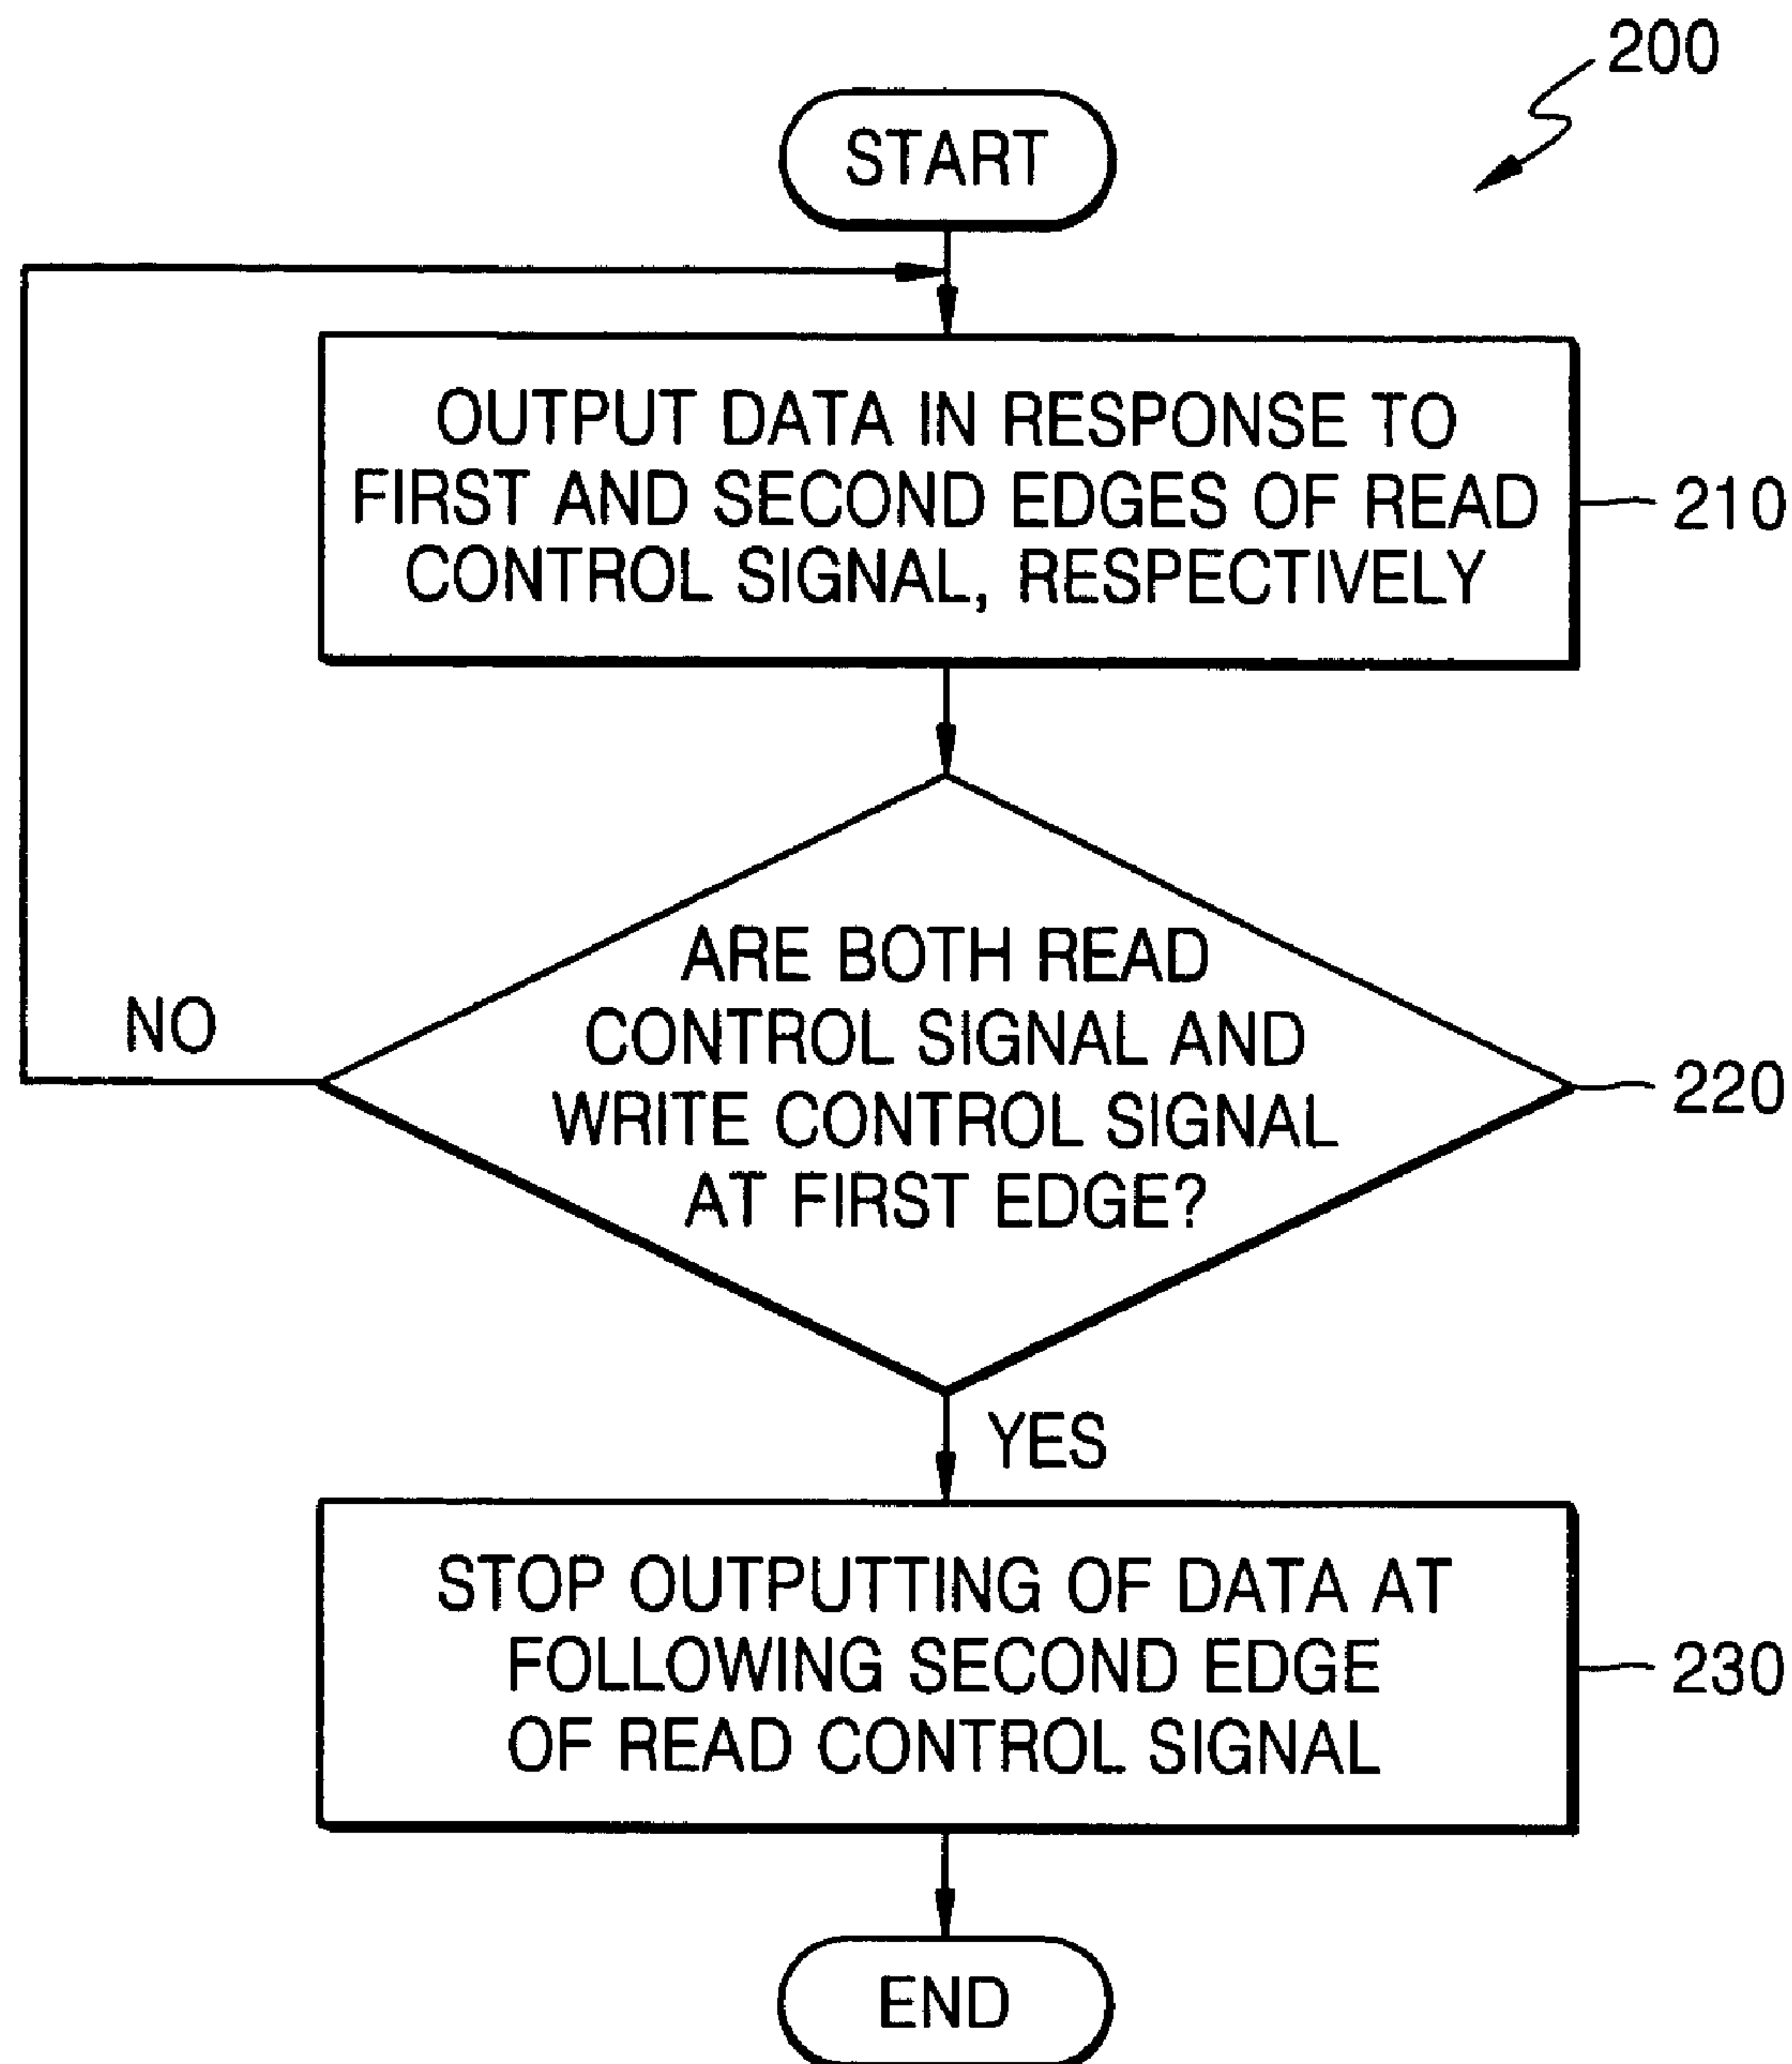 200
START
OUTPUT DATA IN RESPONSE TO
FIRST AND SECOND EDGES OF READ
CONTROL SIGNAL, RESPECTIVELY
210
ARE BOTH READ
CONTROL SIGNAL AND
WRITE CONTROL SIGNAL
AT FIRST EDGE?
NO
220
YES
STOP OUTPUTTING OF DATA AT
FOLLOWING SECOND EDGE
OF READ CONTROL SIGNAL
230
END